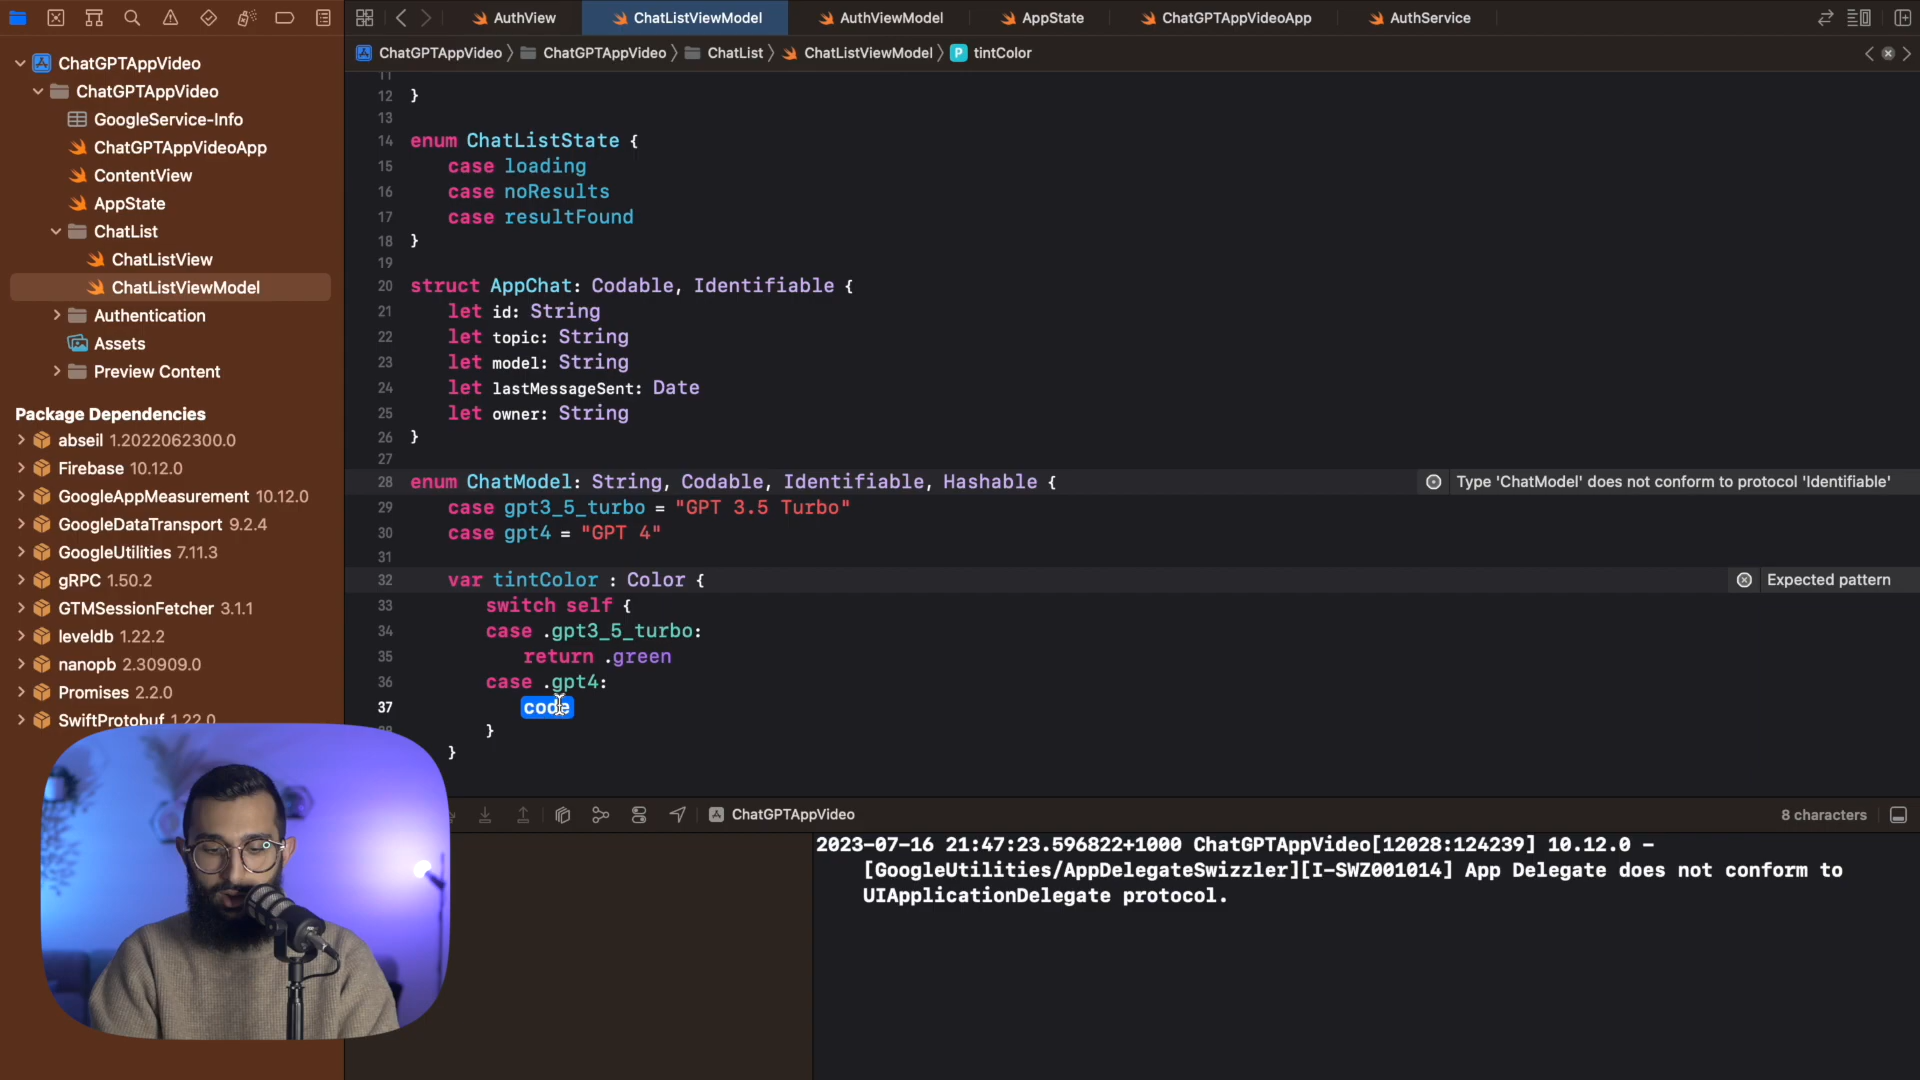 AuthView
ChatListViewModel
AuthViewModel
AppState
ChatGPTAppVideoApp
AuthService
ChatGPTAppVideo
ChatGPTAppVideo
ChatList
ChatListViewModel
P
tintColor
ChatGPTAppVideo
ChatGPTAppVideo
GoogleService-Info
ChatGPTAppVideoApp
ContentView
AppState
ChatList
ChatListView
ChatListViewModel
Authentication
Assets
Preview Content
Package Dependencies
abseil 1.2022062300.0
Firebase 10.12.0
GoogleAppMeasurement 10.12.0
GoogleDataTransport 9.2.4
GoogleUtilities 7.11.3
gRPC 1.50.2
GTMSessionFetcher 3.1.1
leveldb 1.22.2
nanopb 2.30909.0
Promises 2.2.0
SwiftProtobuf 1.22.0
11
12 }
13
14 enum ChatListState {
15 case loading
16 case noResults
17 case resultFound
18 }
19
20 struct AppChat: Codable, Identifiable {
21 let id: String
22 let topic: String
23 let model: String
24 let lastMessageSent: Date
25 let owner: String
26 }
27
28 enum ChatModel: String, Codable, Identifiable, Hashable {
Type 'ChatModel' does not conform to protocol 'Identifiable'
29 case gpt3_5_turbo = "GPT 3.5 Turbo"
30 case gpt4 = "GPT 4"
31
32 var tintColor : Color {
Expected pattern
33 switch self {
34 case .gpt3_5_turbo:
35 return .green
36 case .gpt4:
37 code
}
}
ChatGPTAppVideo
8 characters
2023-07-16 21:47:23.596822+1000 ChatGPTAppVideo[12028:124239] 10.12.0 -
[GoogleUtilities/AppDelegateSwizzler][I-SWZ001014] App Delegate does not conform to
UIApplicationDelegate protocol.